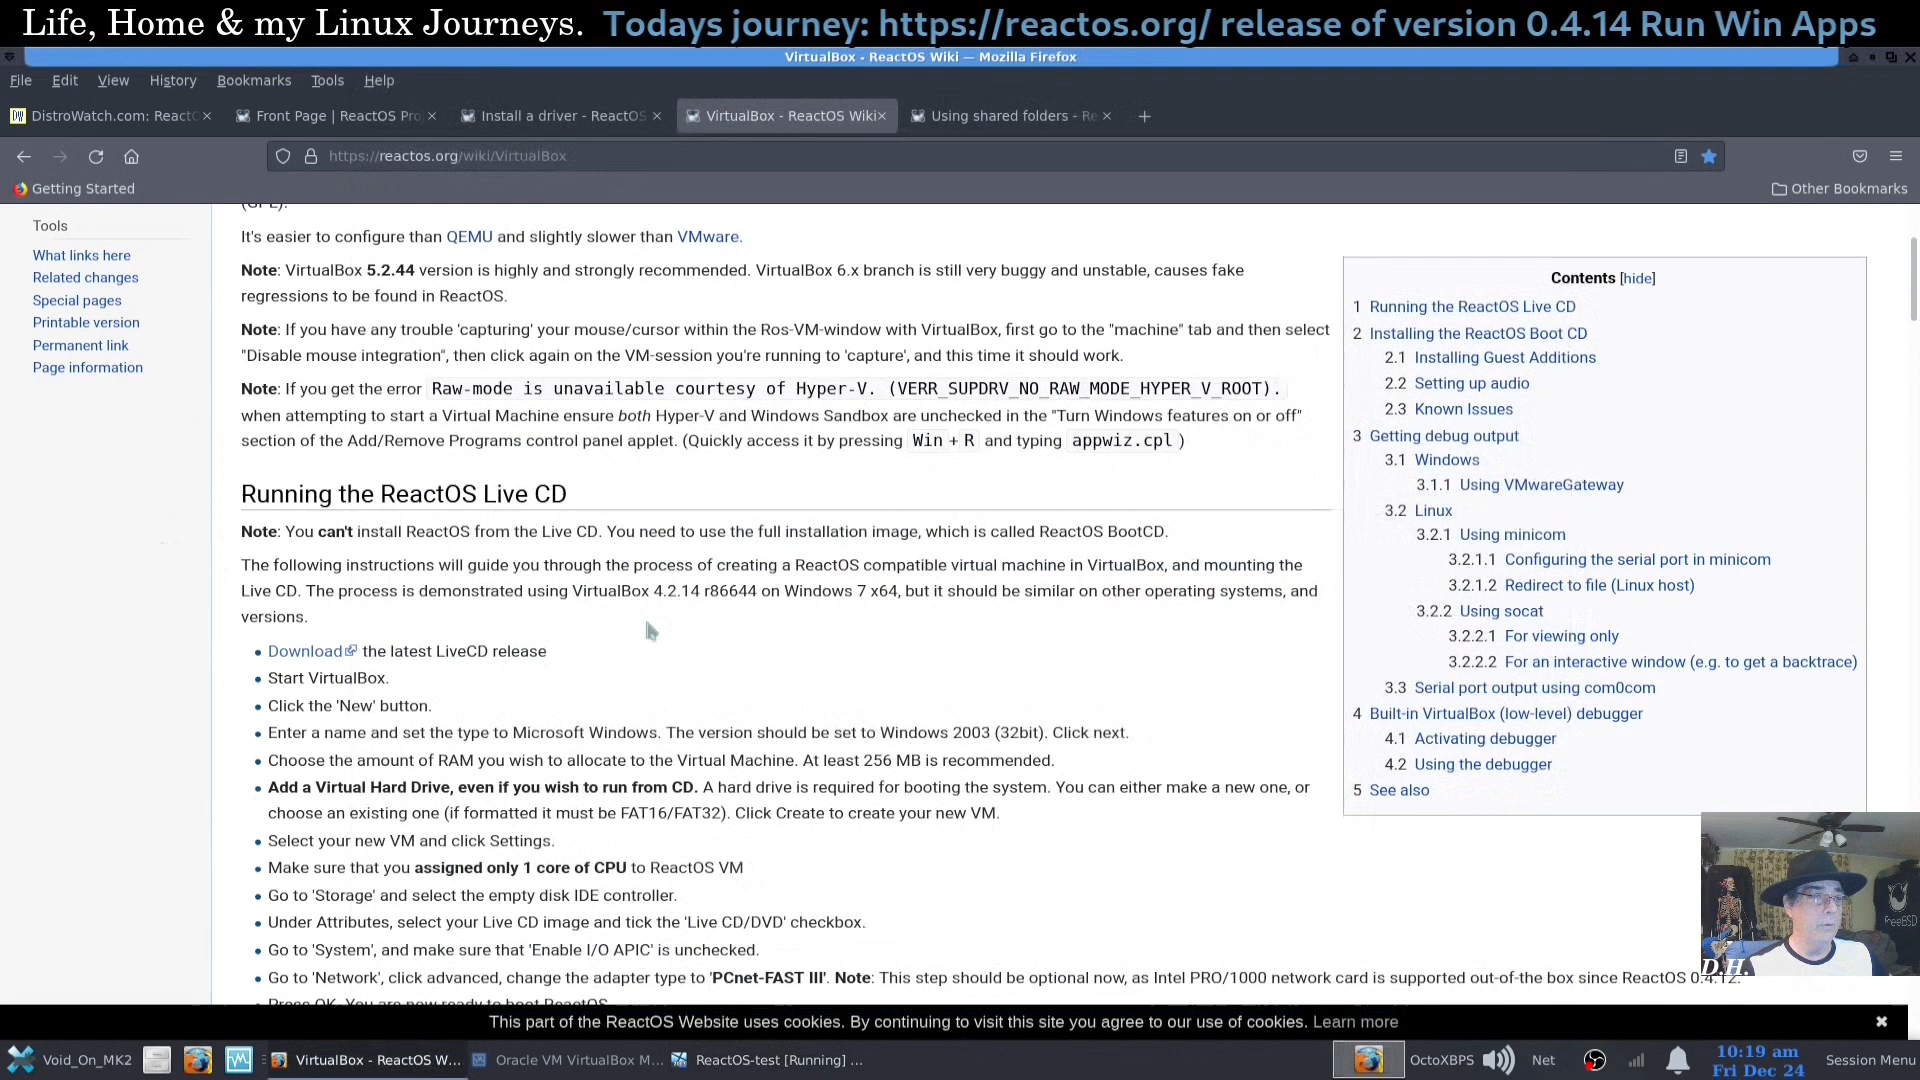 Life, Home & my Linux Journeys. Todays journey: https://reactos.org/ release of version 0.4.14 Run Win Apps
VirtualBox - ReactOS Wiki — Mozilla Firefox
File Edit View History Bookmarks Tools Help
DistroWatch.com: React
Front Page | ReactOS Pro
Install a driver - ReactOS
VirtualBox - ReactOS Wiki
Using shared folders - Re
https://reactos.org/wiki/VirtualBox
Getting Started
Other Bookmarks
Tools
What links here
Related changes
Special pages
Printable version
Permanent link
Page information
(GPL).
It's easier to configure than QEMU and slightly slower than VMware.
Note: VirtualBox 5.2.44 version is highly and strongly recommended. VirtualBox 6.x branch is still very buggy and unstable, causes fake
regressions to be found in ReactOS.
Note: If you have any trouble 'capturing' your mouse/cursor within the Ros-VM-window with VirtualBox, first go to the "machine" tab and then select
"Disable mouse integration", then click again on the VM-session you're running to 'capture', and this time it should work.
Note: If you get the error Raw-mode is unavailable courtesy of Hyper-V. (VERR_SUPDRV_NO_RAW_MODE_HYPER_V_ROOT).
when attempting to start a Virtual Machine ensure both Hyper-V and Windows Sandbox are unchecked in the "Turn Windows features on or off"
section of the Add/Remove Programs control panel applet. (Quickly access it by pressing Win + R and typing appwiz.cpl )
Running the ReactOS Live CD
Note: You can't install ReactOS from the Live CD. You need to use the full installation image, which is called ReactOS BootCD.
The following instructions will guide you through the process of creating a ReactOS compatible virtual machine in VirtualBox, and mounting the
Live CD. The process is demonstrated using VirtualBox 4.2.14 r86644 on Windows 7 x64, but it should be similar on other operating systems, and
versions.
• Download the latest LiveCD release
• Start VirtualBox.
• Click the 'New' button.
• Enter a name and set the type to Microsoft Windows. The version should be set to Windows 2003 (32bit). Click next.
• Choose the amount of RAM you wish to allocate to the Virtual Machine. At least 256 MB is recommended.
• Add a Virtual Hard Drive, even if you wish to run from CD. A hard drive is required for booting the system. You can either make a new one, or
choose an existing one (if formatted it must be FAT16/FAT32). Click Create to create your new VM.
• Select your new VM and click Settings.
• Make sure that you assigned only 1 core of CPU to ReactOS VM
• Go to 'Storage' and select the empty disk IDE controller.
• Under Attributes, select your Live CD image and tick the 'Live CD/DVD' checkbox.
• Go to 'System', and make sure that 'Enable I/O APIC' is unchecked.
• Go to 'Network', click advanced, change the adapter type to 'PCnet-FAST III'. Note: This step should be optional now, as Intel PRO/1000 network card is supported out-of-the box since ReactOS 0.4.12.
• Press OK. You are now ready to boot ReactOS.
Contents [hide]
1 Running the ReactOS Live CD
2 Installing the ReactOS Boot CD
2.1 Installing Guest Additions
2.2 Setting up audio
2.3 Known Issues
3 Getting debug output
3.1 Windows
3.1.1 Using VMwareGateway
3.2 Linux
3.2.1 Using minicom
3.2.1.1 Configuring the serial port in minicom
3.2.1.2 Redirect to file (Linux host)
3.2.2 Using socat
3.2.2.1 For viewing only
3.2.2.2 For an interactive window (e.g. to get a backtrace)
3.3 Serial port output using com0com
4 Built-in VirtualBox (low-level) debugger
4.1 Activating debugger
4.2 Using the debugger
5 See also
FreeBSD
D.H.
This part of the ReactOS Website uses cookies. By continuing to visit this site you agree to our use of cookies. Learn more
Void_On_MK2
VirtualBox - ReactOS W...
Oracle VM VirtualBox M...
ReactOS-test [Running] ...
OctoXBPS
Net
10:19 am
Fri Dec 24
Session Menu